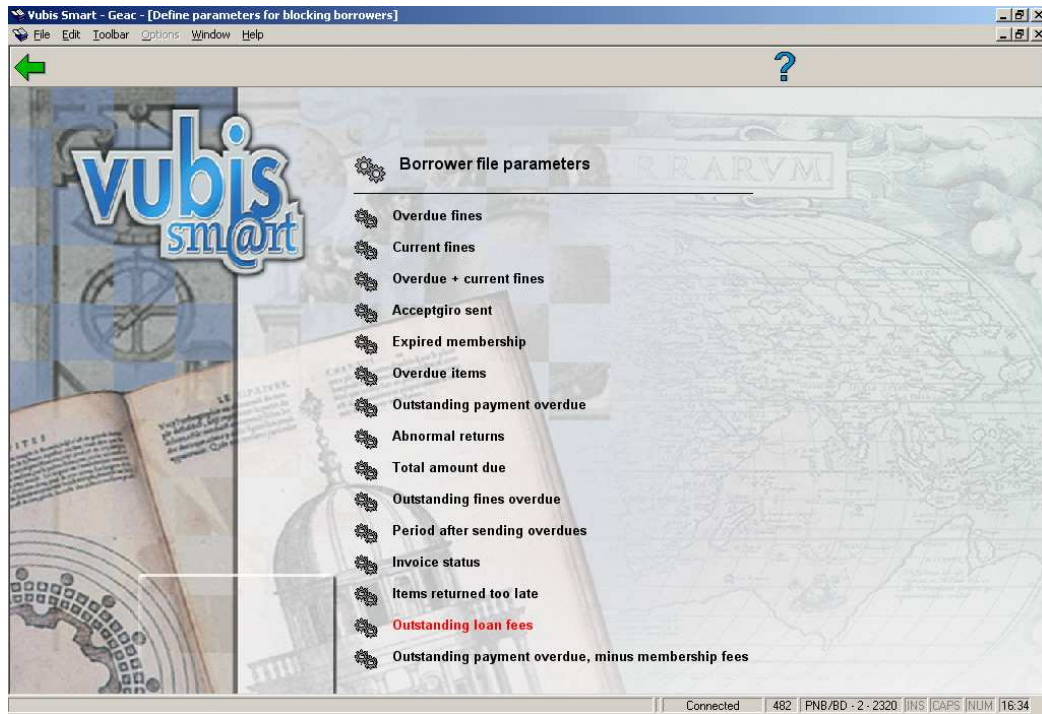 Vubis Smart - Geac - [Define parameters for blocking borrowers]
File Edit Toolbar Options Window Help
?
vubis
sm@rt
RARVM
Borrower file parameters
Overdue fines
Current fines
Overdue + current fines
Acceptgiro sent
Expired membership
Overdue items
Outstanding payment overdue
Abnormal returns
Total amount due
Outstanding fines overdue
Period after sending overdues
Invoice status
Items returned too late
Outstanding loan fees
Outstanding payment overdue, minus membership fees
Connected 482 PNB/BD - 2 - 2320 INS CAPS NUM 16:34